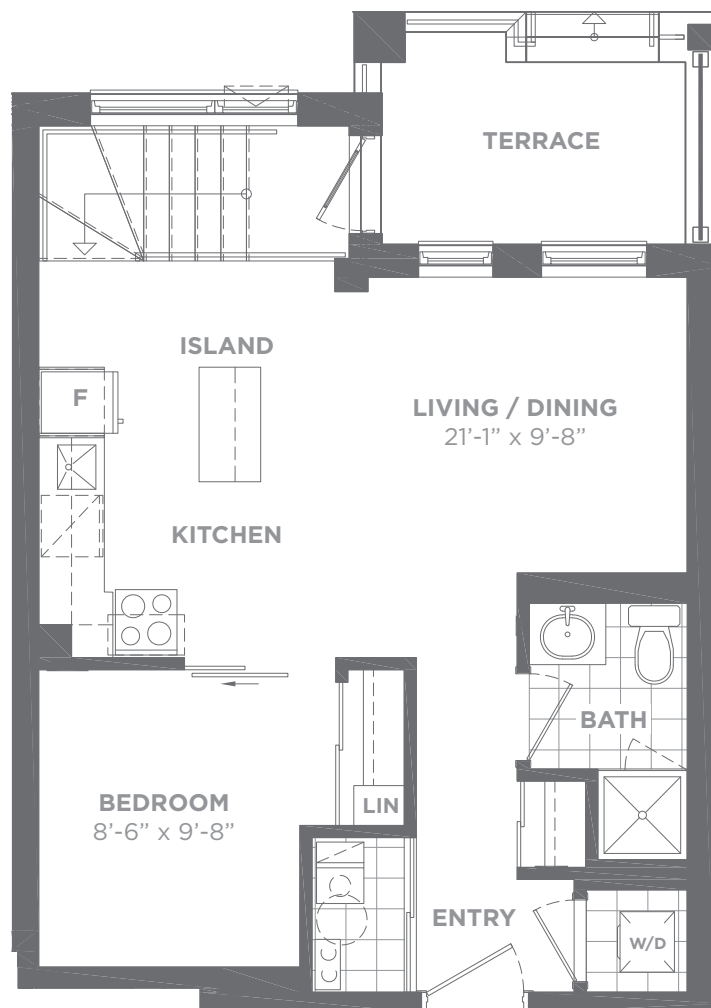 TERRACE
ISLAND
F
LIVING / DINING
21’-1” x 9’-8”
KITCHEN
BATH
BEDROOM
8’-6” x 9’-8”
LIN
ENTRY
W/D